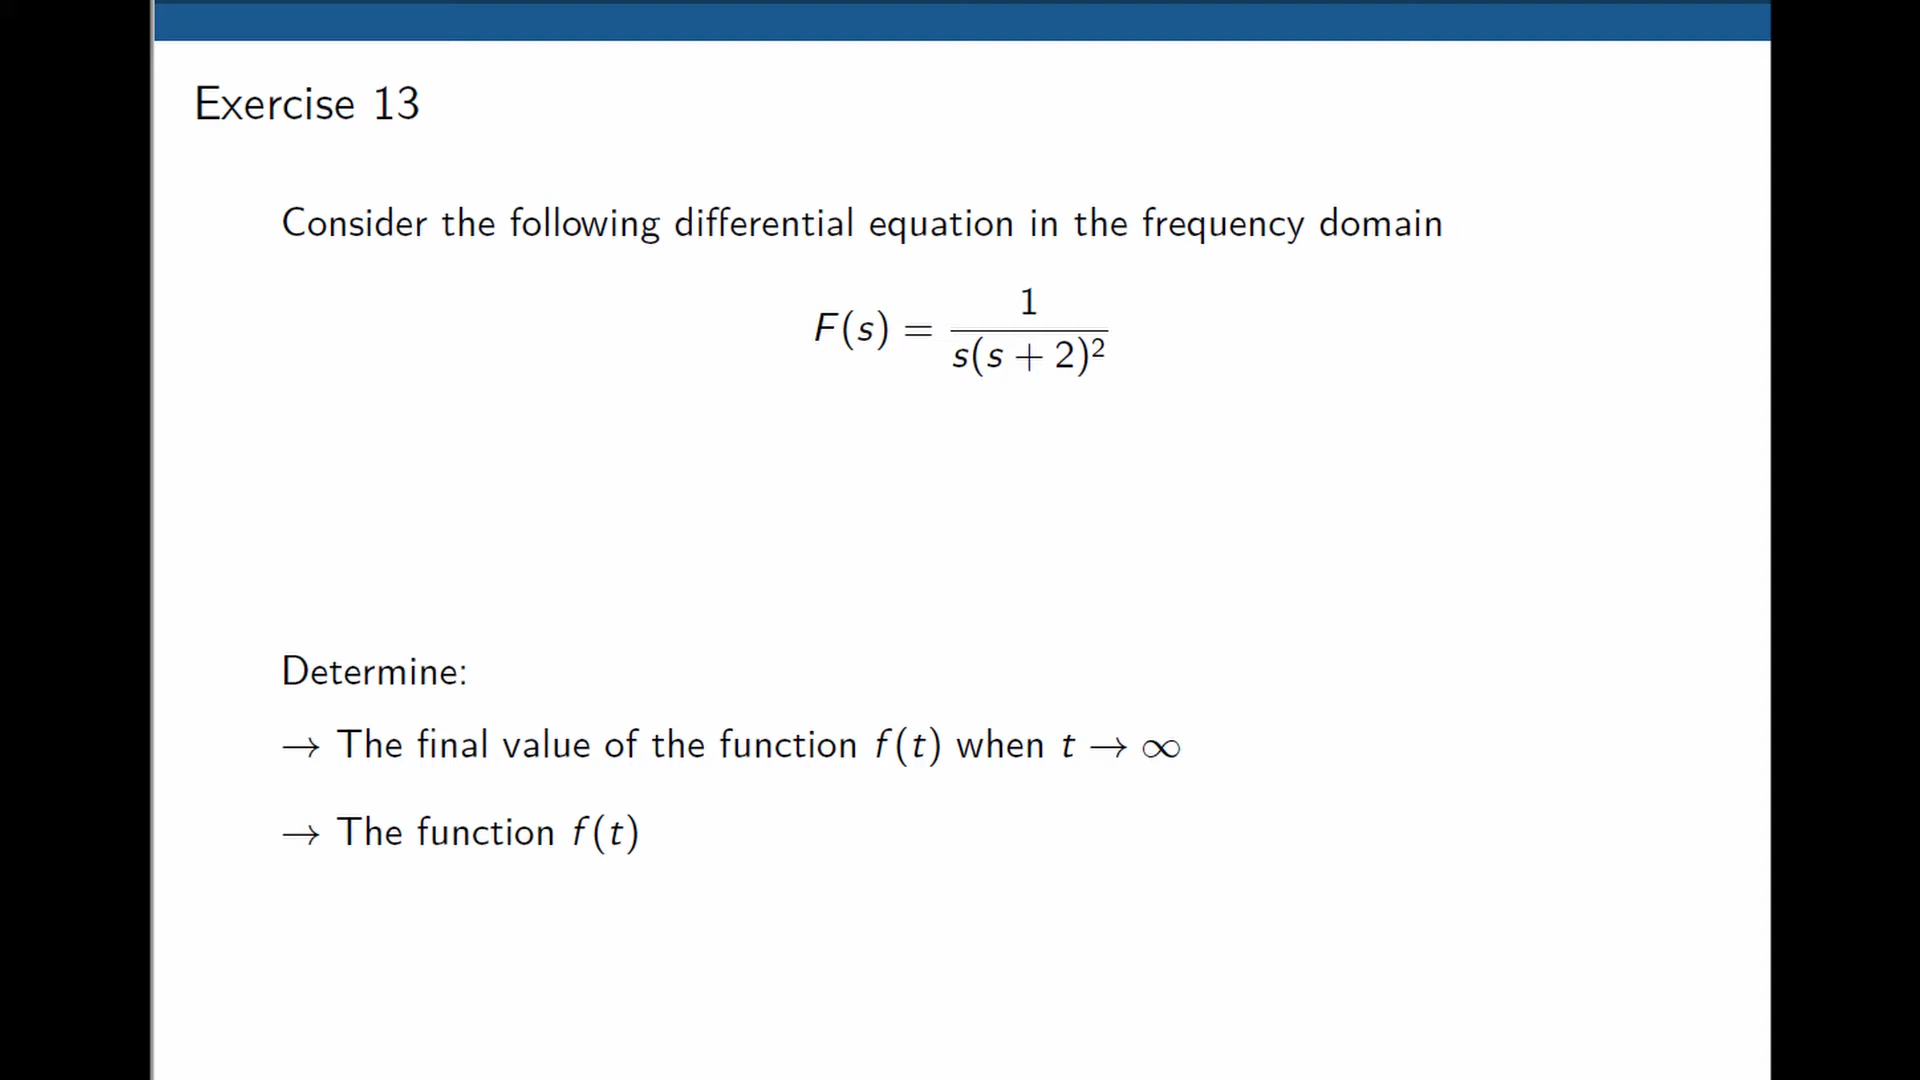 Exercise 13
Consider the following differential equation in the frequency domain
F(s) = 1 / s(s + 2)²
Determine:
→ The final value of the function f(t) when t → ∞
→ The function f(t)